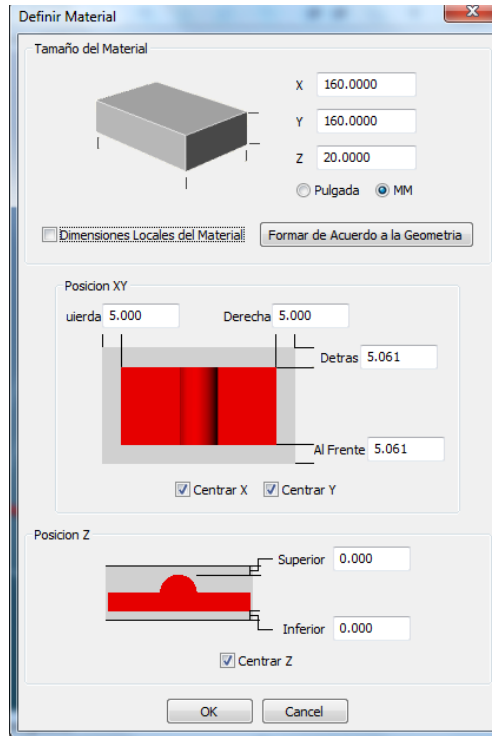 Definir Material
Tamaño del Material
X 160.0000
Y 160.0000
Z 20.0000
Pulgada MM
Dimensiones Locales del Material Formar de Acuerdo a la Geometria
Posicion XY
uierda 5.000 Derecha 5.000
Detras 5.061
Al Frente 5.061
Centrar X Centrar Y
Posicion Z
Superior 0.000
Inferior 0.000
Centrar Z
OK Cancel